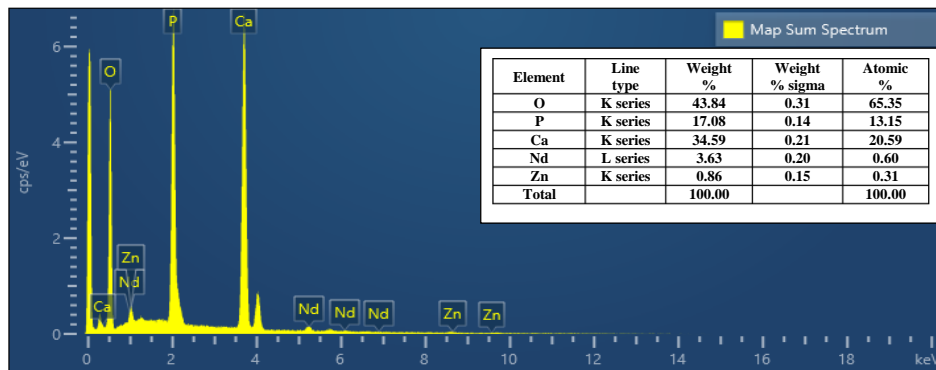 P
Ca
Map Sum Spectrum
6
O
4
cps/eV
2
Zn
Nd
Ca
Nd
Nd
Nd
Zn
Zn
0
0 2 4 6 8 10 12 14 16 18 keV
Element Line type Weight % Weight % sigma Atomic %
O K series 43.84 0.31 65.35
P K series 17.08 0.14 13.15
Ca K series 34.59 0.21 20.59
Nd L series 3.63 0.20 0.60
Zn K series 0.86 0.15 0.31
Total 100.00 100.00